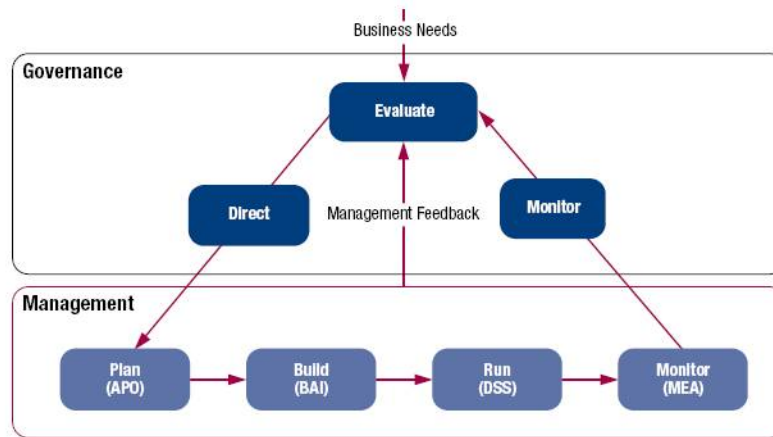 Business Needs
Governance
Evaluate
Direct
Management Feedback
Monitor
Management
Plan
(APO)
Build
(BAI)
Run
(DSS)
Monitor
(MEA)